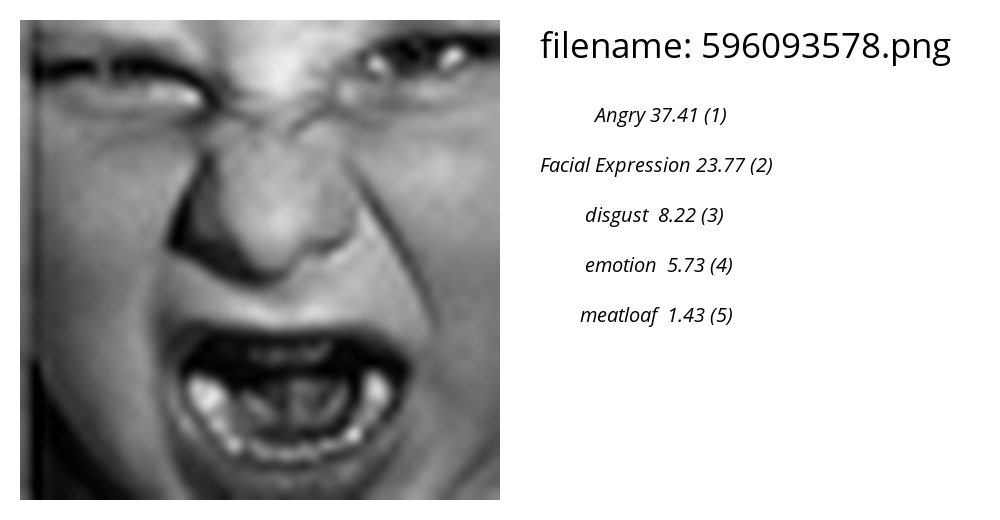 filename: 596093578.png
Angry 37.41 (1)
Facial Expression 23.77 (2)
disgust 8.22 (3)
emotion 5.73 (4)
meatloaf 1.43 (5)